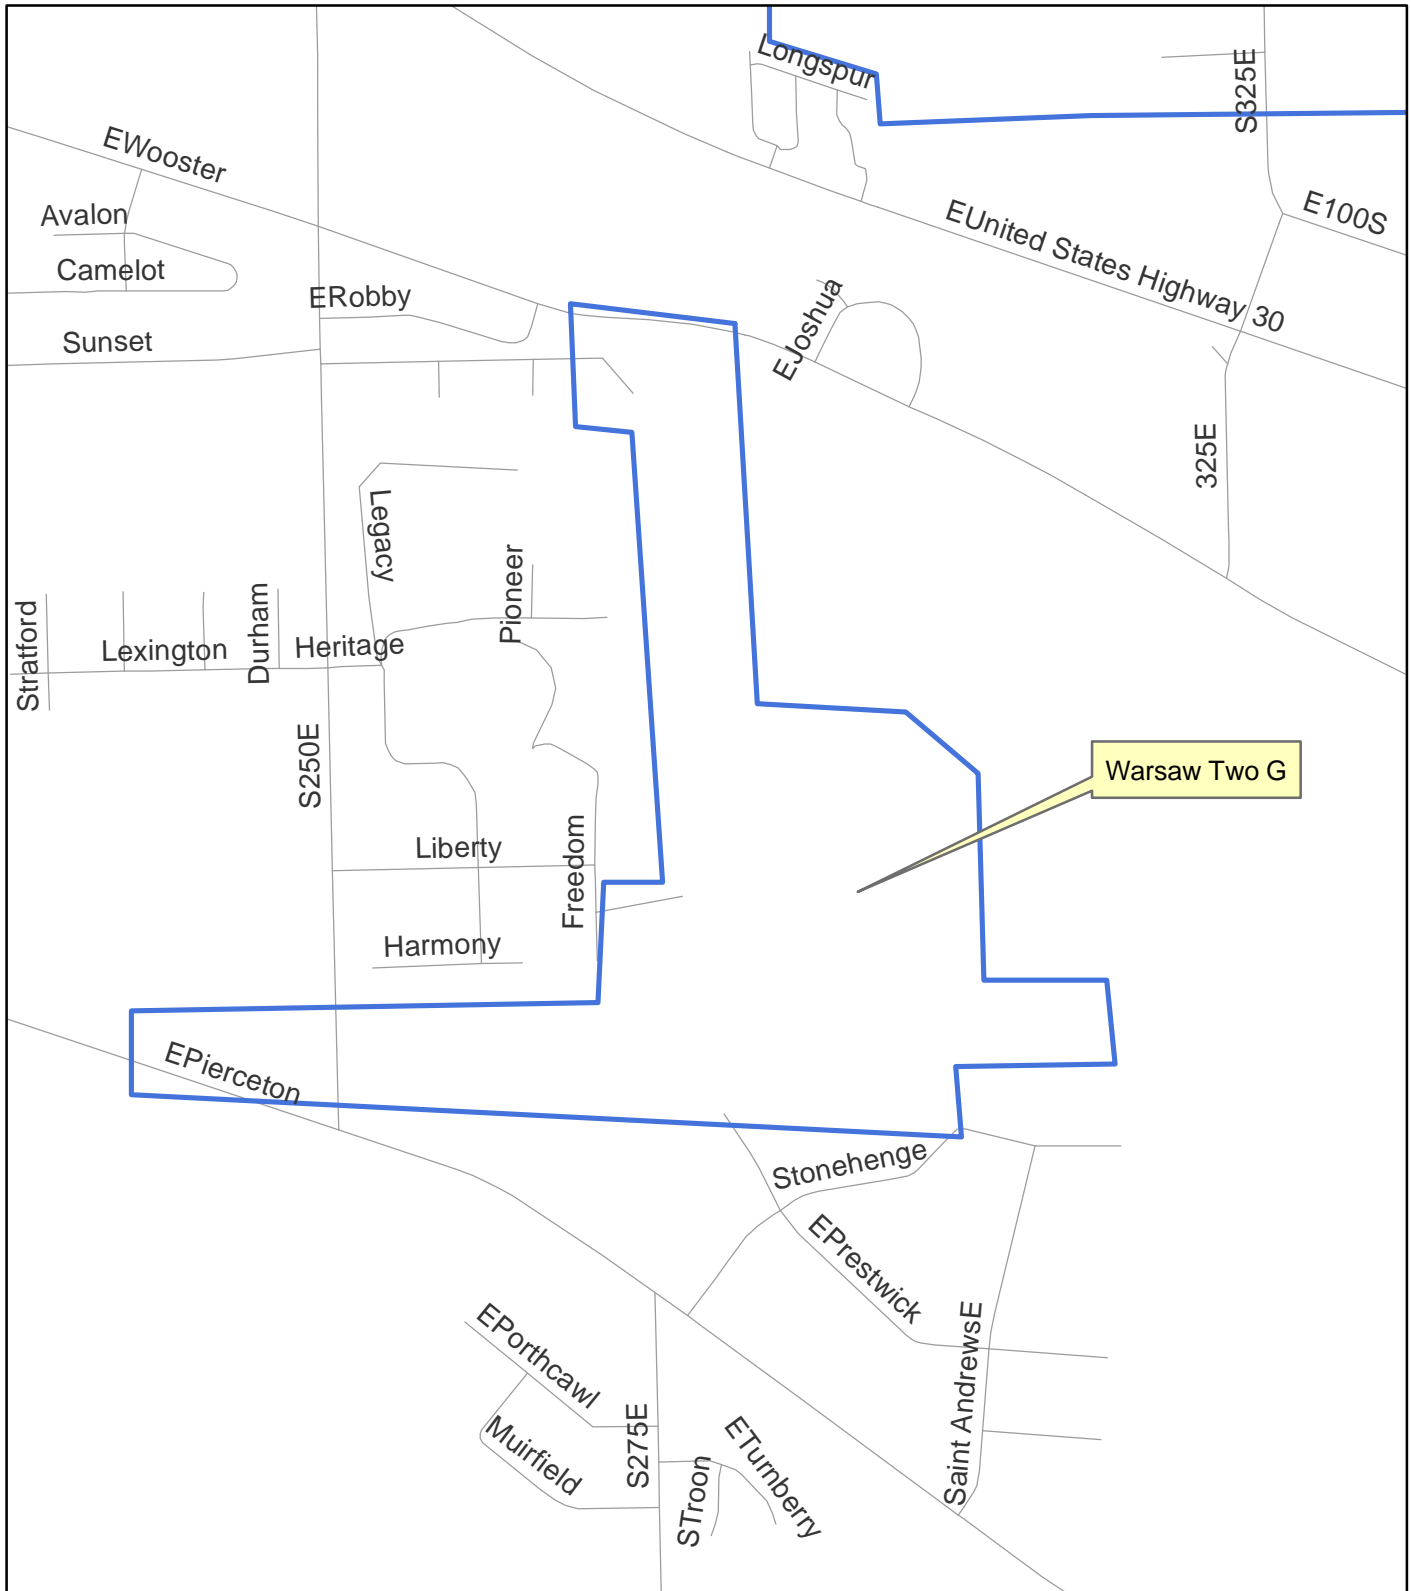 Longspur
S325E
EWooster
E100S
Avalon
EUnited States Highway 30
Camelot
ERobby
EJoshua
Sunset
325E
Legacy
Pioneer
Stratford
Lexington
Durham
Heritage
S250E
Warsaw Two G
Liberty
Freedom
Harmony
EPierceton
Stonehenge
EPrestwick
EPorthcawl
Saint AndrewsE
Muirfield
S275E
STroon
ETurnberry